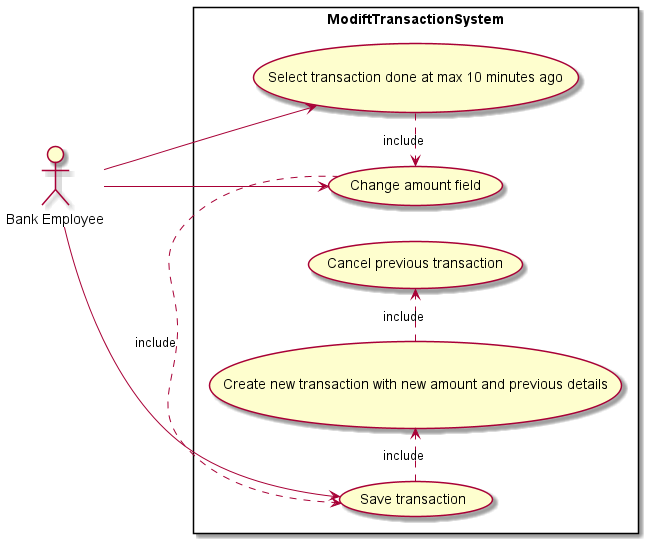 ModiftTransactionSystem
Select transaction done at max 10 minutes ago
include
Change amount field
Bank Employee
Cancel previous transaction
include
include
Create new transaction with new amount and previous details
include
Save transaction